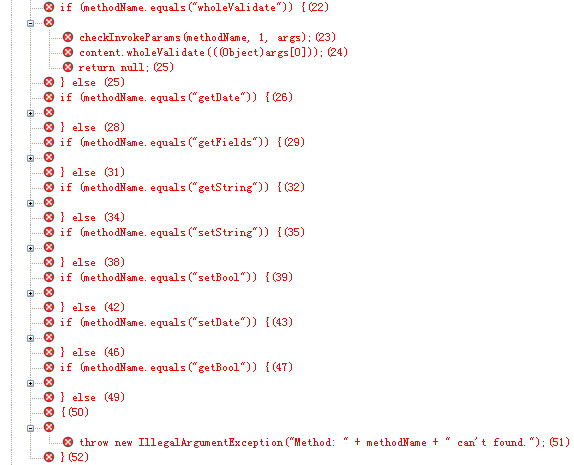 if (methodName.equals("wholeValidate")) {(22)
checkInvokeParams(methodName, 1, args);(23)
content.wholeValidate(((Object)args[0]));(24)
return null;(25)
} else (25)
if (methodName.equals("getDate")) {(26)
} else (28)
if (methodName.equals("getFields")) {(29)
} else (31)
if (methodName.equals("getString")) {(32)
} else (34)
if (methodName.equals("setString")) {(35)
} else (38)
if (methodName.equals("setBool")) {(39)
} else (42)
if (methodName.equals("setDate")) {(43)
} else (46)
if (methodName.equals("getBool")) {(47)
} else (49)
{(50)
throw new IllegalArgumentException("Method: " + methodName + " can't found.");(51)
}(52)